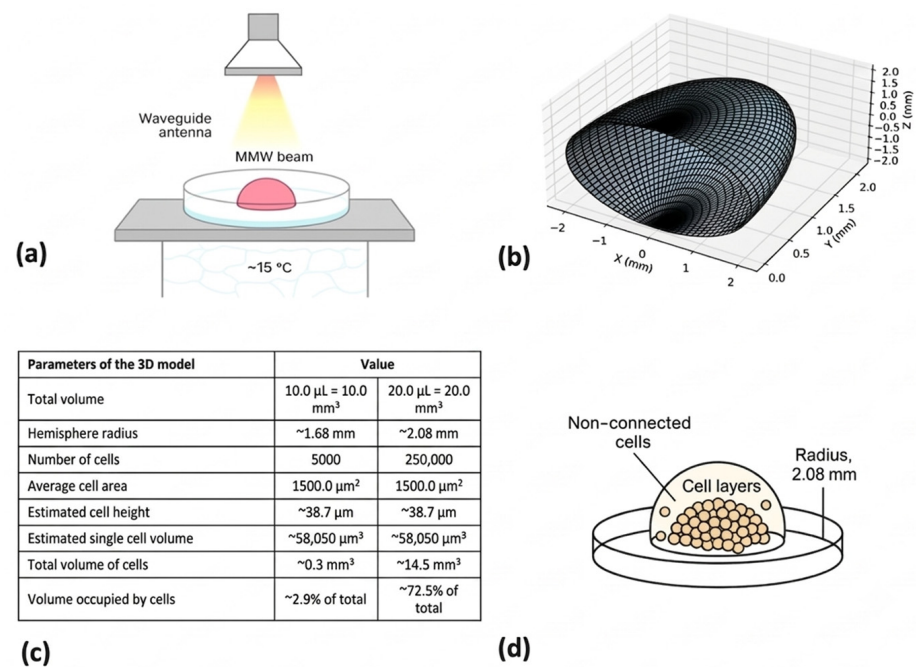 Waveguide
antenna
MMW beam
~15 °C
(a)
2.0
1.5
1.0
0.5
0.0
−0.5
−1.0
−1.5
−2.0
Z (mm)
−2
−1
0
1
2
X (mm)
0.0
0.5
1.0
1.5
2.0
Y (mm)
(b)
Parameters of the 3D model Value
Total volume 10.0 µL = 10.0 mm³ 20.0 µL = 20.0 mm³
Hemisphere radius ~1.68 mm ~2.08 mm
Number of cells 5000 250,000
Average cell area 1500.0 µm² 1500.0 µm²
Estimated cell height ~38.7 µm ~38.7 µm
Estimated single cell volume ~58,050 µm³ ~58,050 µm³
Total volume of cells ~0.3 mm³ ~14.5 mm³
Volume occupied by cells ~2.9% of total ~72.5% of total
(c)
Non-connected
cells
Cell layers
Radius,
2.08 mm
(d)